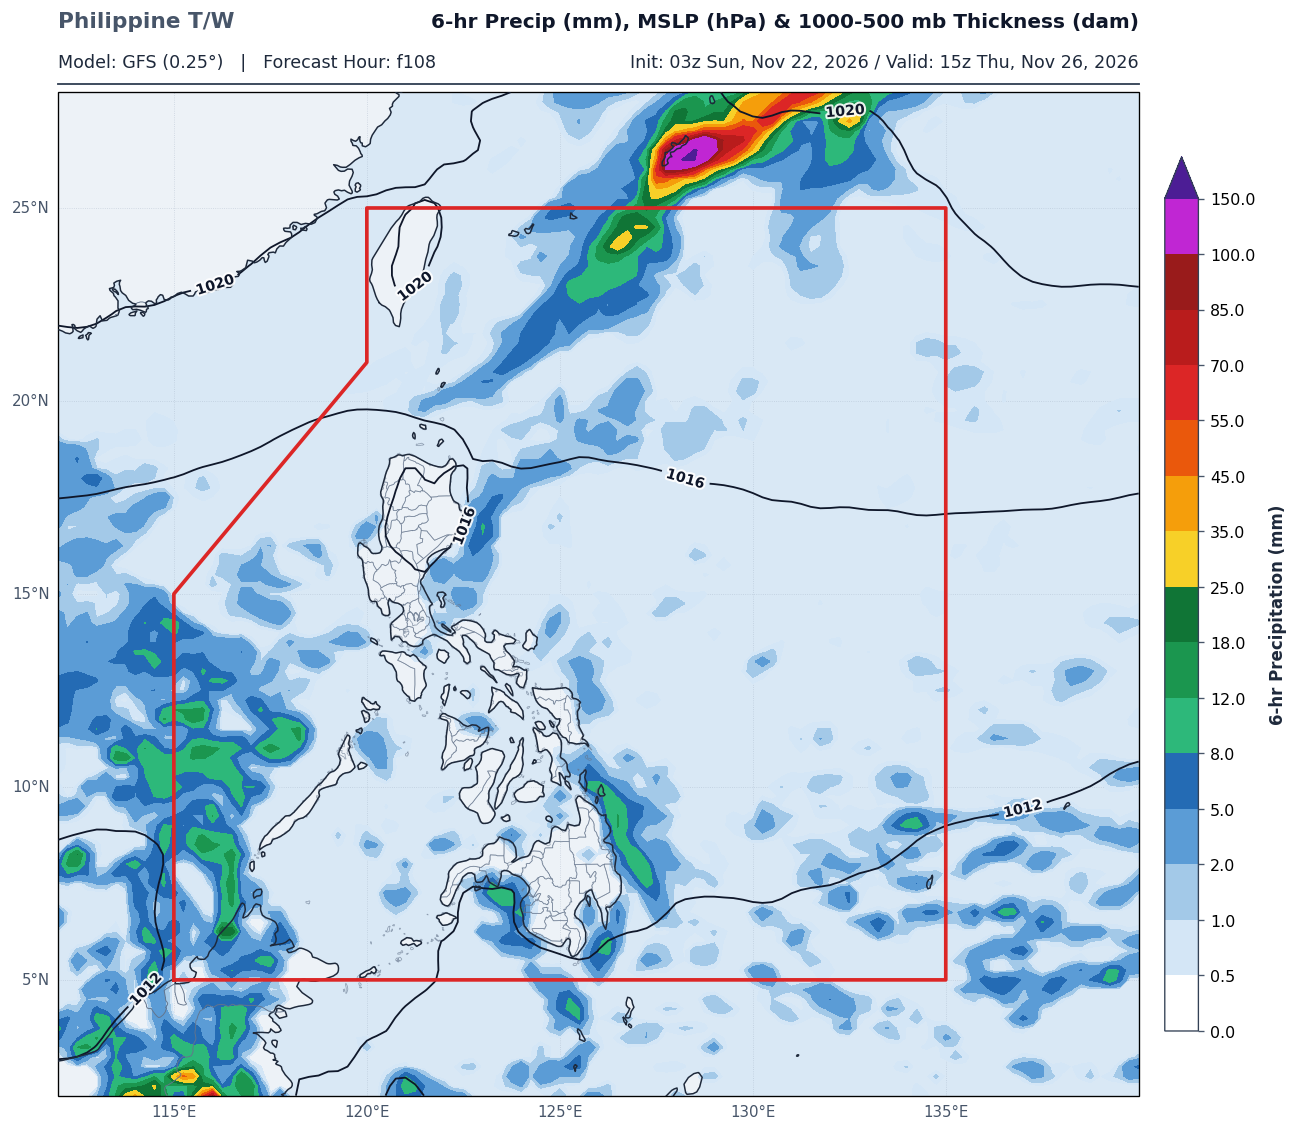 Philippine T/W
6-hr Precip (mm), MSLP (hPa) & 1000-500 mb Thickness (dam)
Model: GFS (0.25°) | Forecast Hour: f108
Init: 03z Sun, Nov 22, 2026 / Valid: 15z Thu, Nov 26, 2026
1020
1020
1020
1016
1016
1012
1012
25°N
20°N
15°N
10°N
5°N
115°E
120°E
125°E
130°E
135°E
150.0
100.0
85.0
70.0
55.0
45.0
35.0
25.0
18.0
12.0
8.0
5.0
2.0
1.0
0.5
0.0
6-hr Precipitation (mm)